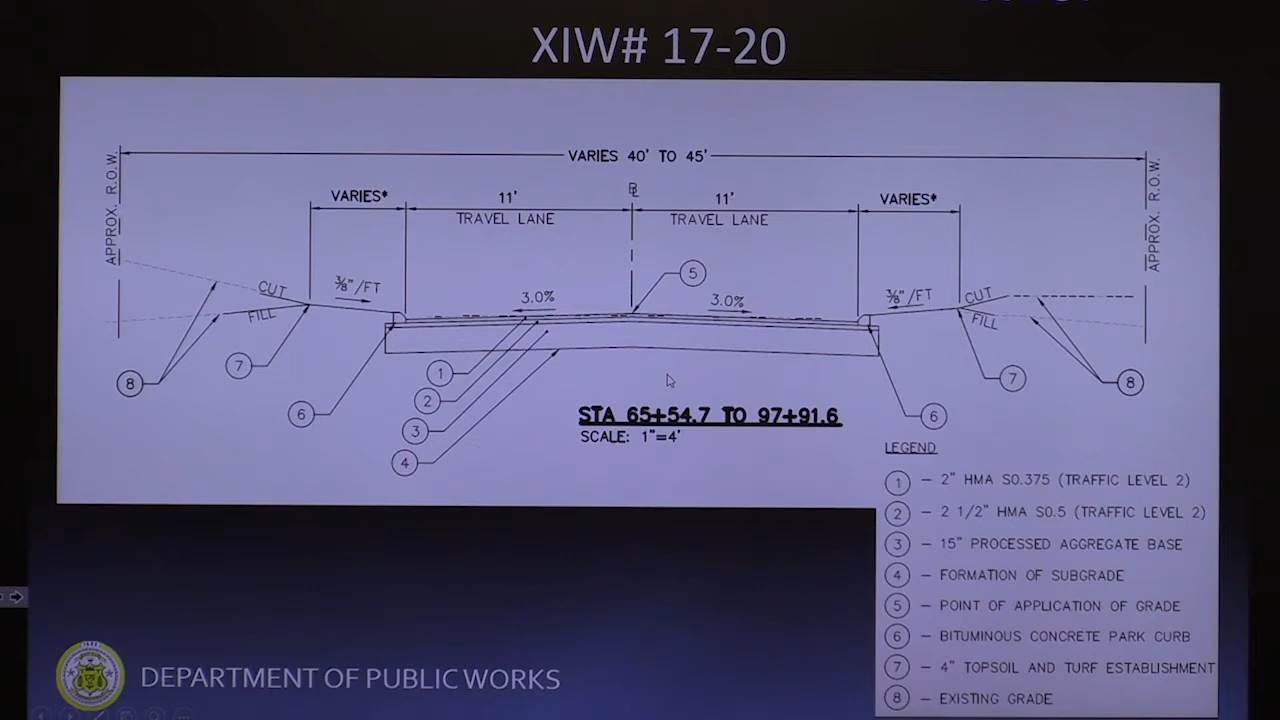 XIW# 17-20
VARIES 40' TO 45'
APPROX. R.O.W.
APPROX. R.O.W.
VARIES*
11'
TRAVEL LANE
11'
TRAVEL LANE
VARIES*
5
CUT
FILL
3/8"/FT
3.0%
3.0%
3/8"/FT
CUT
FILL
8
7
6
1
2
3
4
7
8
6
STA 65+54.7 TO 97+91.6
SCALE: 1"=4'
LEGEND
1 – 2" HMA S0.375 (TRAFFIC LEVEL 2)
2 – 2 1/2" HMA S0.5 (TRAFFIC LEVEL 2)
3 – 15" PROCESSED AGGREGATE BASE
4 – FORMATION OF SUBGRADE
5 – POINT OF APPLICATION OF GRADE
6 – BITUMINOUS CONCRETE PARK CURB
7 – 4" TOPSOIL AND TURF ESTABLISHMENT
8 – EXISTING GRADE
DEPARTMENT OF PUBLIC WORKS